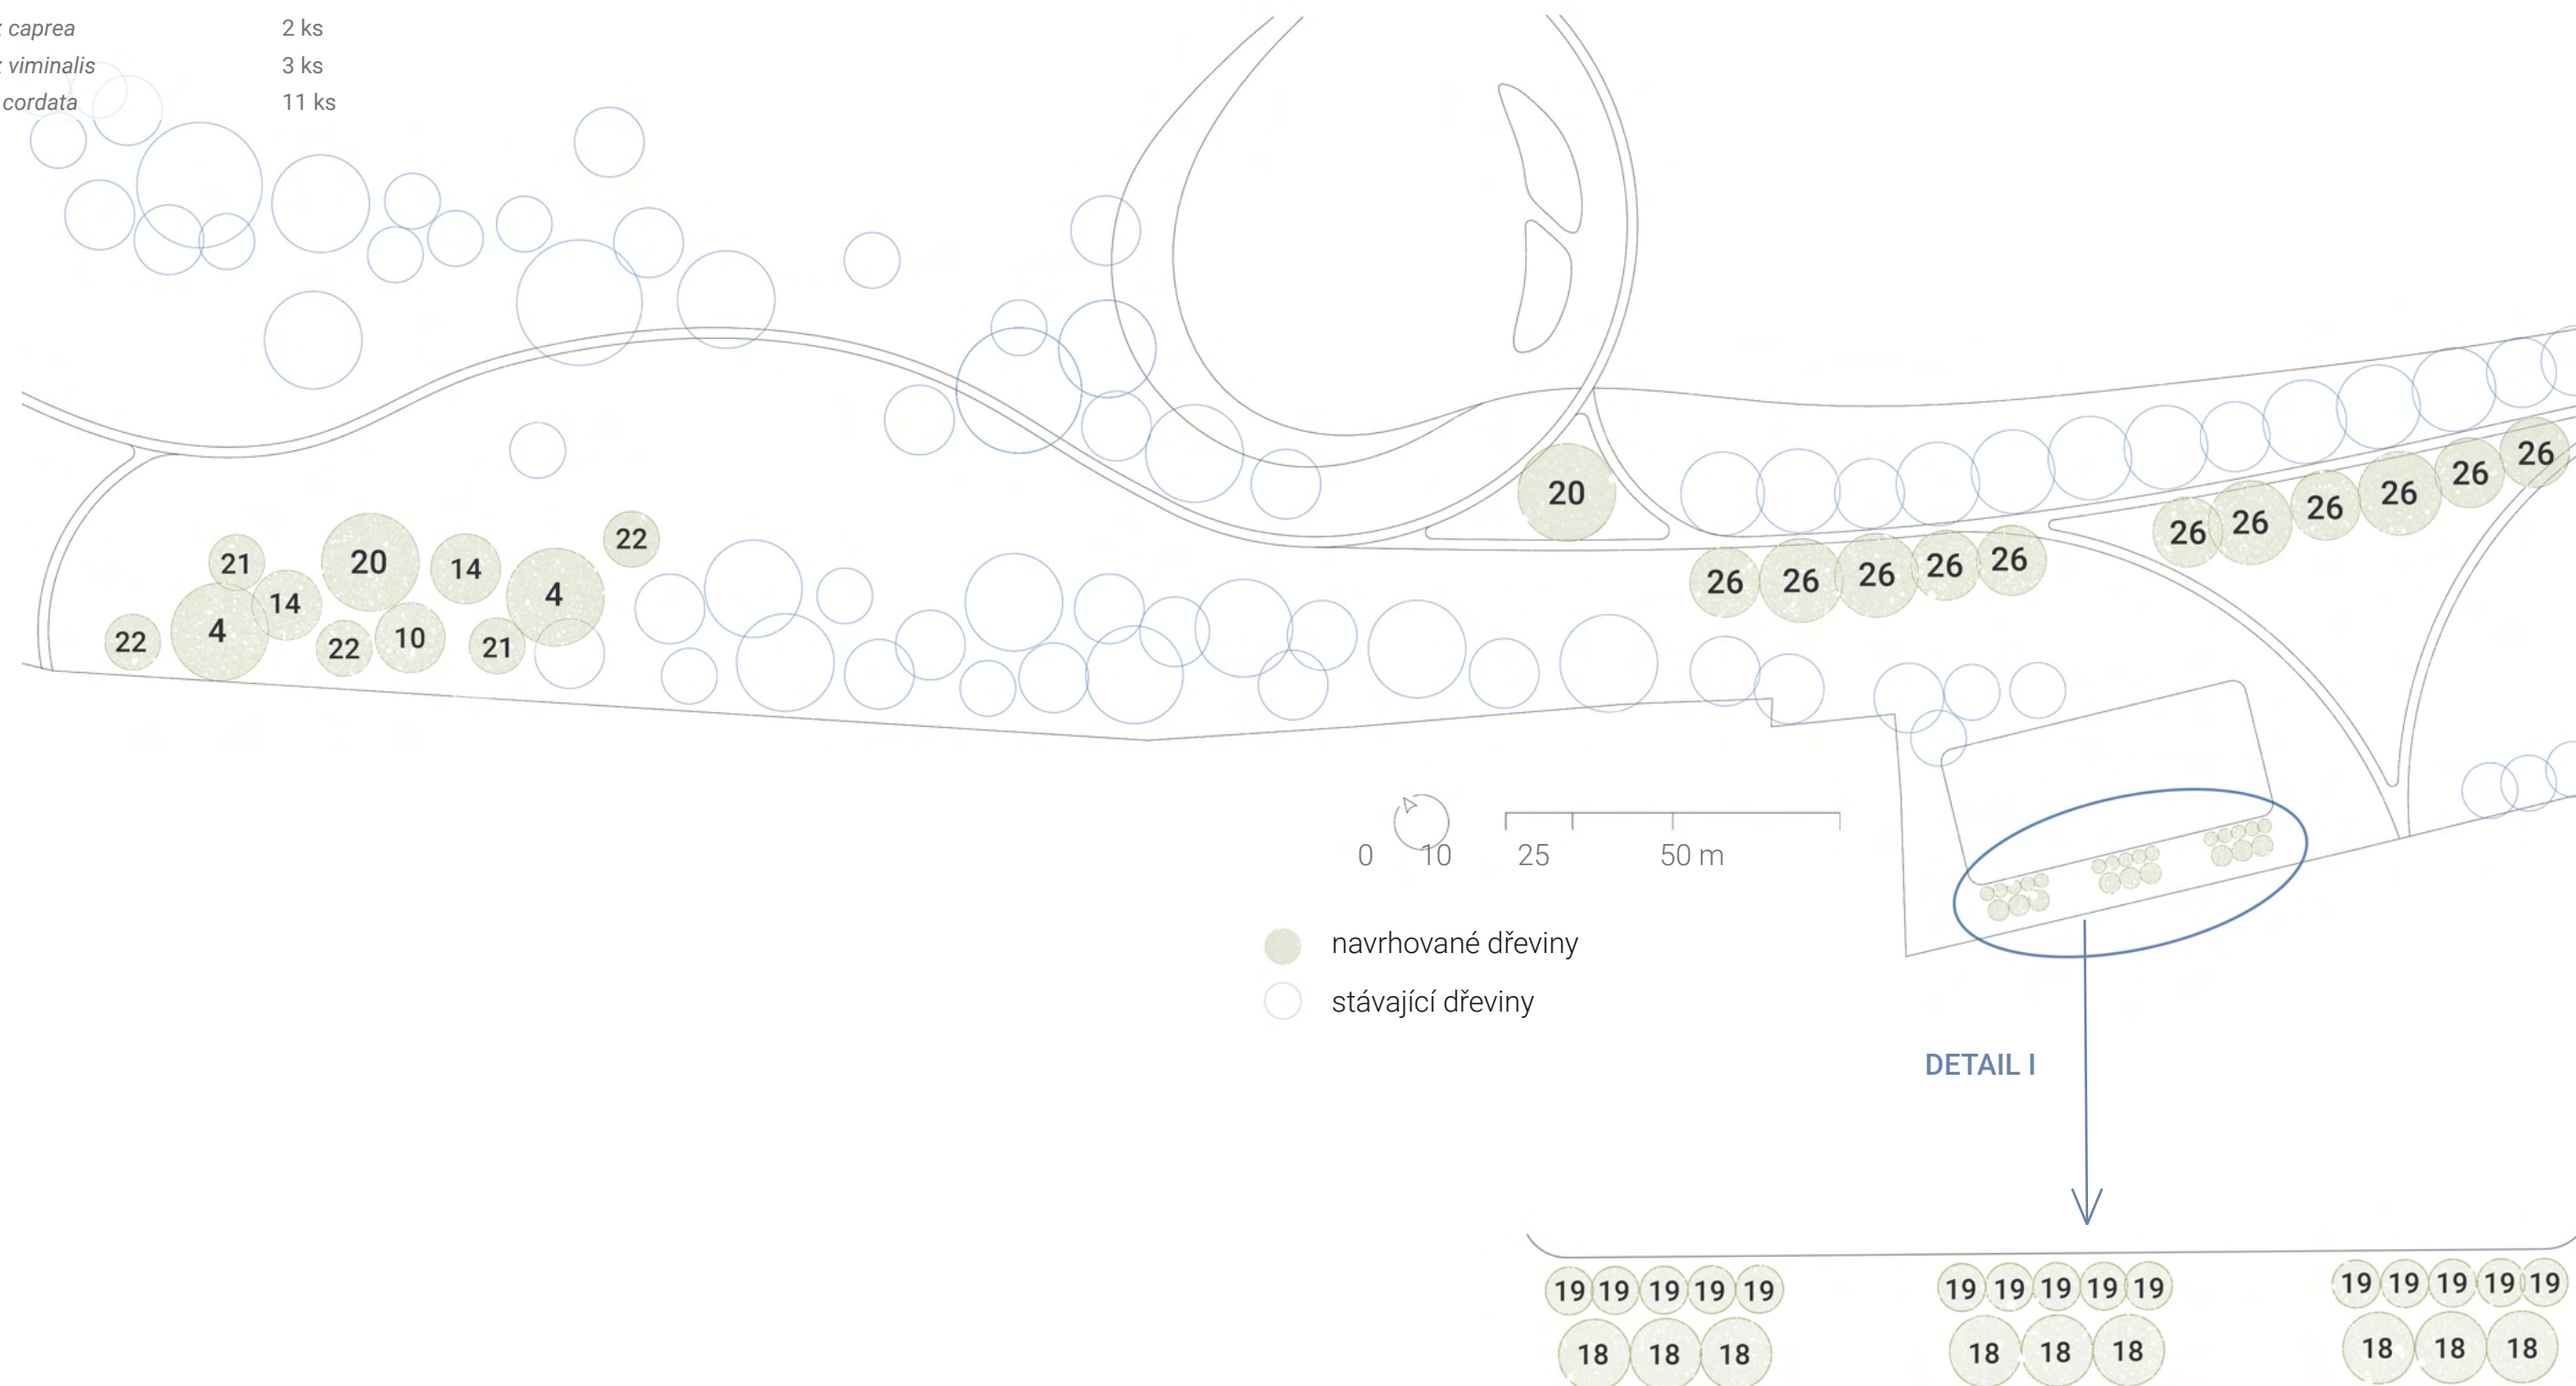 caprea 2 ks
viminalis 3 ks
cordata 11 ks
26
26 26 26 26 26
20
22
21 20 14 4
14
22 4 22 10 21
26 26 26 26 26
0 10 25 50 m
navrhované dřeviny
stávající dřeviny
DETAIL I
19 19 19 19 19 19 19 19 19 19 19 19 19 19 19
18 18 18 18 18 18 18 18 18